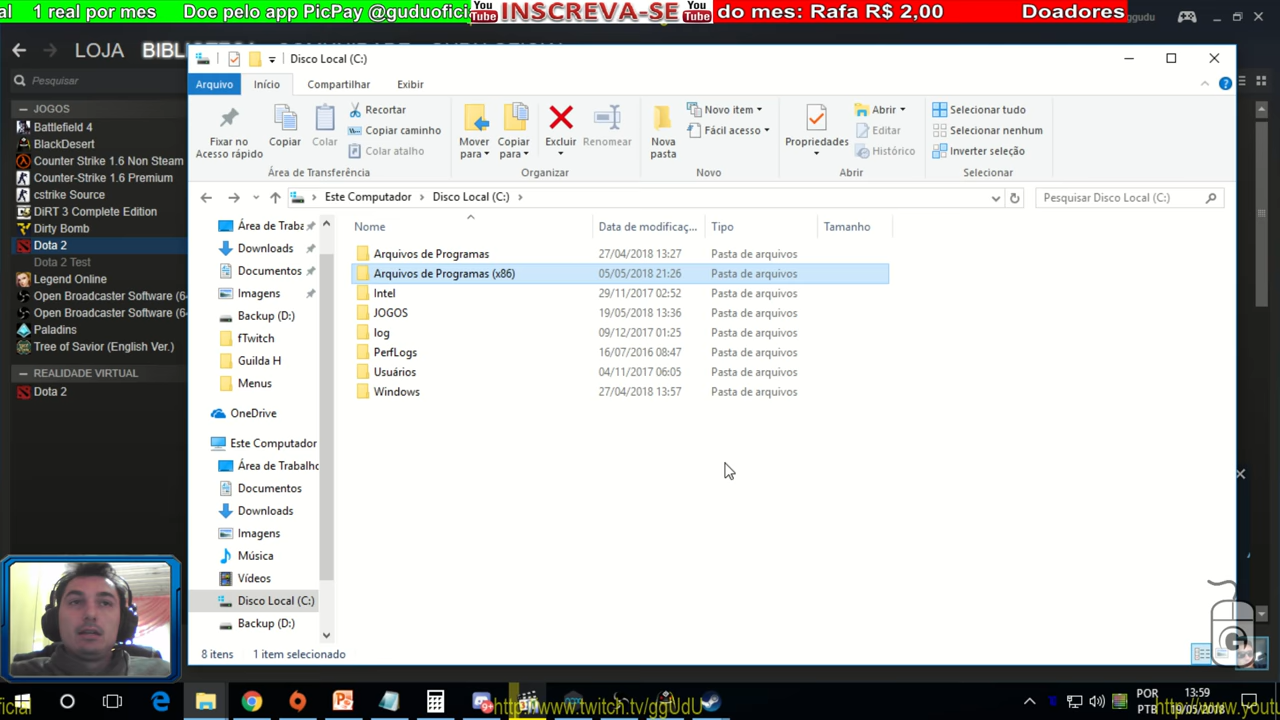 al 1 real por mes Doe pelo app PicPay @guduofici You Tube INSCREVA-SE You Tube do mes: Rafa R$ 2,00 Doadores
LOJA BIBLIOTECA
ggudu
Pesquisar
JOGOS
Battlefield 4
BlackDesert
Counter Strike 1.6 Non Steam
Counter-Strike 1.6 Premium
cstrike Source
DiRT 3 Complete Edition
Dirty Bomb
Dota 2
Dota 2 Test
Legend Online
Open Broadcaster Software (64
Open Broadcaster Software (64
Paladins
Tree of Savior (English Ver.)
REALIDADE VIRTUAL
Dota 2
Disco Local (C:)
Arquivo Início Compartilhar Exibir
Fixar no Acesso rápido
Copiar
Colar
Recortar
Copiar caminho
Colar atalho
Área de Transferência
Mover para
Copiar para
Excluir
Renomear
Organizar
Nova pasta
Novo item
Fácil acesso
Novo
Propriedades
Abrir
Editar
Histórico
Abrir
Selecionar tudo
Selecionar nenhum
Inverter seleção
Selecionar
Este Computador Disco Local (C:)
Pesquisar Disco Local (C:)
Área de Traba
Downloads
Documentos
Imagens
Backup (D:)
fTwitch
Guilda H
Menus
OneDrive
Este Computador
Área de Trabalho
Documentos
Downloads
Imagens
Música
Vídeos
Disco Local (C:)
Backup (D:)
Nome Data de modificaç... Tipo Tamanho
Arquivos de Programas 27/04/2018 13:27 Pasta de arquivos
Arquivos de Programas (x86) 05/05/2018 21:26 Pasta de arquivos
Intel 29/11/2017 02:52 Pasta de arquivos
JOGOS 19/05/2018 13:36 Pasta de arquivos
log 09/12/2017 01:25 Pasta de arquivos
PerfLogs 16/07/2016 08:47 Pasta de arquivos
Usuários 04/11/2017 06:05 Pasta de arquivos
Windows 27/04/2018 13:57 Pasta de arquivos
8 itens 1 item selecionado
G
http://www.twitch.tv/ggUdU
POR
PTB
13:59
19/05/2018